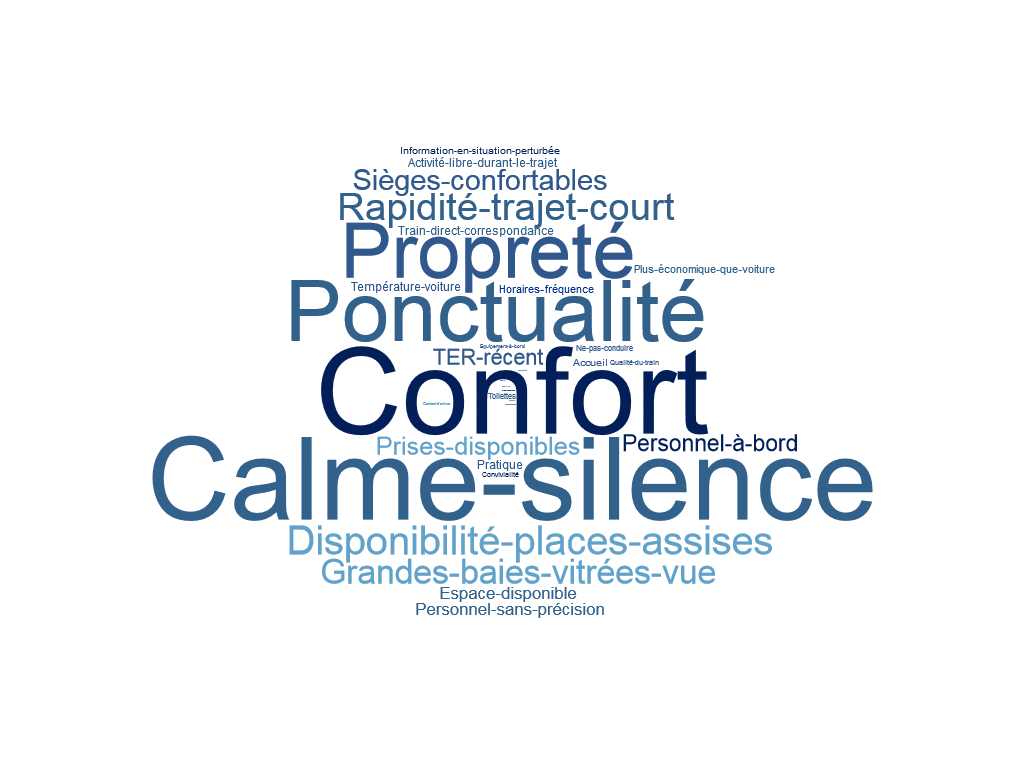 Information-en-situation-perturbée
Activité-libre-durant-le-trajet
Sièges-confortables
Rapidité-trajet-court
Propreté
Train-direct-correspondance
Plus-économique-que-voiture
Ponctualité
Température-voiture
Horaires-fréquence
Equipement-à-bord
Ne-pas-conduire
TER-récent
Accueil
Qualité-du-train
Confort
Toilettes
Prises-disponibles
Personnel-à-bord
Calme-silence
Pratique
Convivialité
Disponibilité-places-assises
Grandes-baies-vitrées-vue
Espace-disponible
Personnel-sans-précision